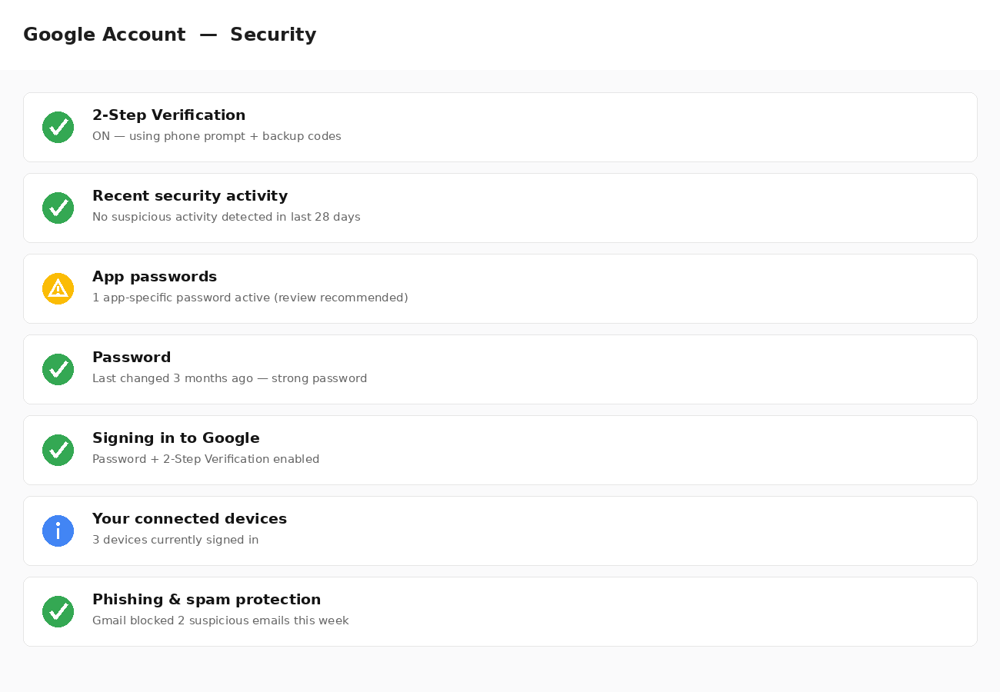 Google Account — Security
2-Step Verification
ON — using phone prompt + backup codes
Recent security activity
No suspicious activity detected in last 28 days
App passwords
1 app-specific password active (review recommended)
Password
Last changed 3 months ago — strong password
Signing in to Google
Password + 2-Step Verification enabled
Your connected devices
3 devices currently signed in
Phishing & spam protection
Gmail blocked 2 suspicious emails this week